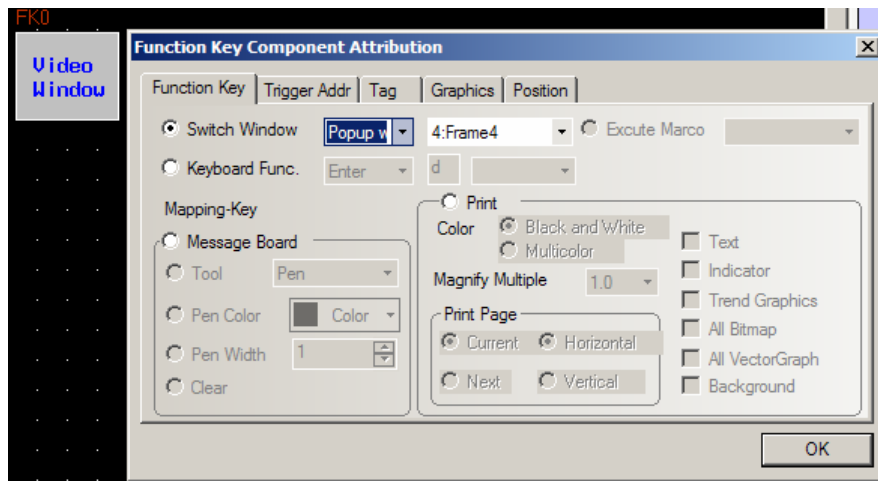 FK0
Video
Window
Function Key Component Attribution
Function Key Trigger Addr Tag Graphics Position
Switch Window Popup w 4:Frame4 Excute Marco
Keyboard Func. Enter d
Mapping-Key
Message Board
Tool Pen
Pen Color Color
Pen Width 1
Clear
Print
Color Black and White
Multicolor
Magnify Multiple 1.0
Print Page
Current Horizontal
Next Vertical
Text
Indicator
Trend Graphics
All Bitmap
All VectorGraph
Background
OK